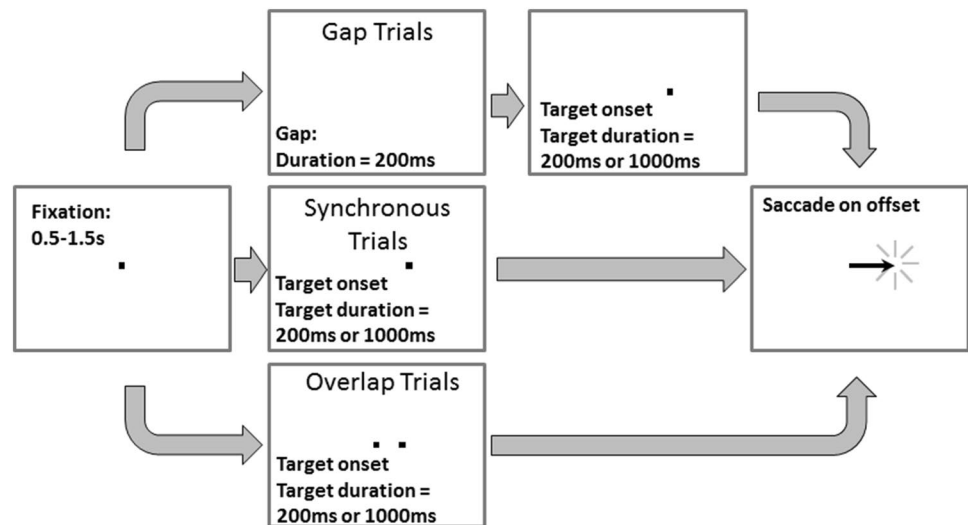 Fixation:
0.5-1.5s
Gap Trials
Gap:
Duration = 200ms
Target onset
Target duration =
200ms or 1000ms
Synchronous
Trials
Target onset
Target duration =
200ms or 1000ms
Overlap Trials
Target onset
Target duration =
200ms or 1000ms
Saccade on offset